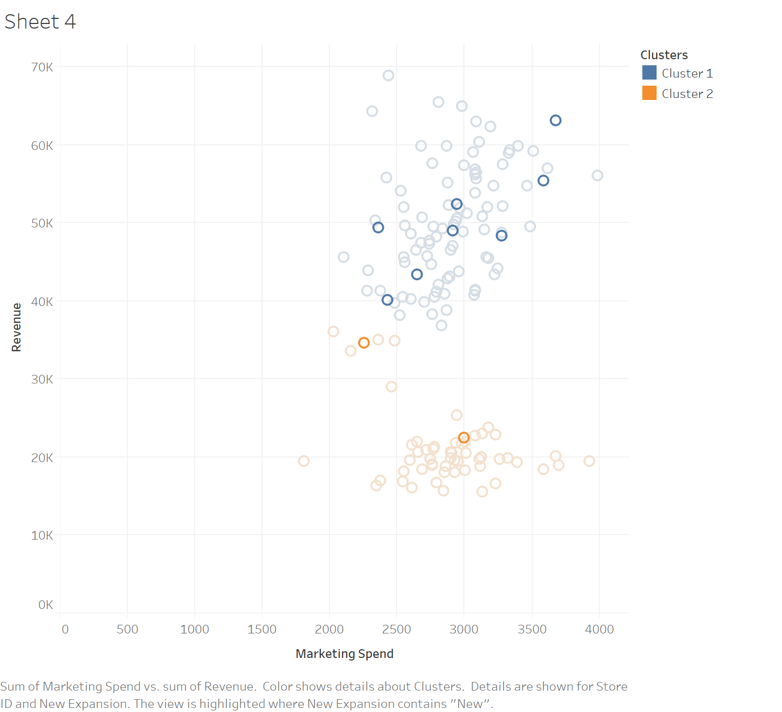 Sheet 4
Clusters
Cluster 1
Cluster 2
70K
60K
50K
40K
30K
20K
10K
0K
Revenue
0 500 1000 1500 2000 2500 3000 3500 4000
Marketing Spend
Sum of Marketing Spend vs. sum of Revenue. Color shows details about Clusters. Details are shown for Store
ID and New Expansion. The view is highlighted where New Expansion contains "New".